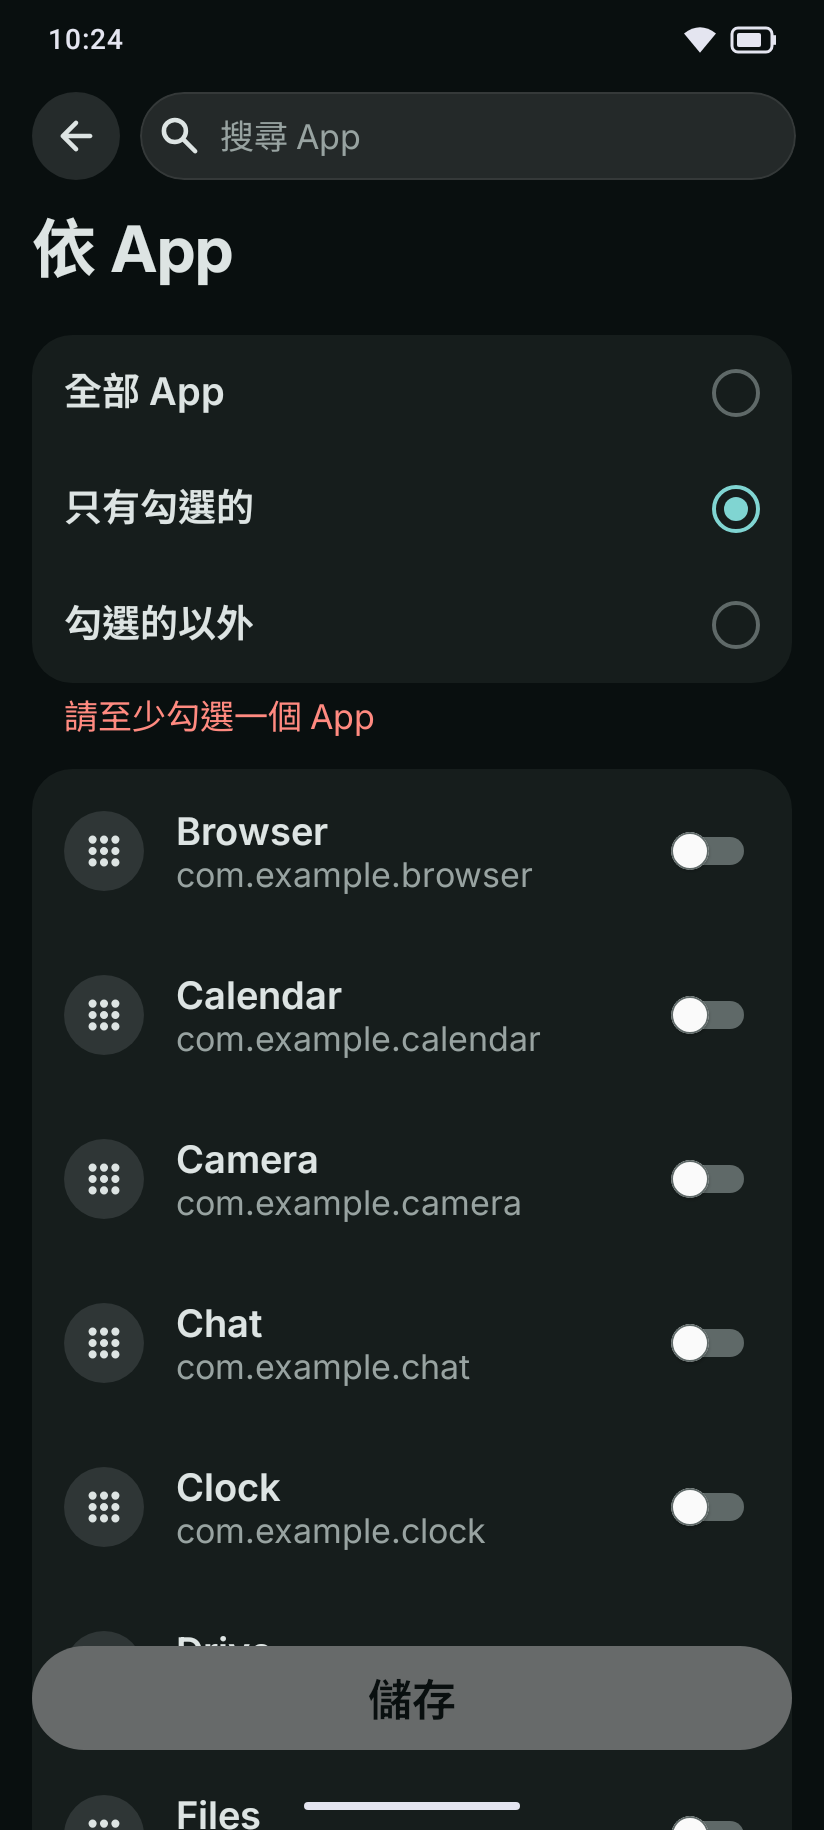 10:24
搜尋 App
依 App
全部 App
只有勾選的
勾選的以外
請至少勾選一個 App
Browser
com.example.browser
Calendar
com.example.calendar
Camera
com.example.camera
Chat
com.example.chat
Clock
com.example.clock
Drive
儲存
Files